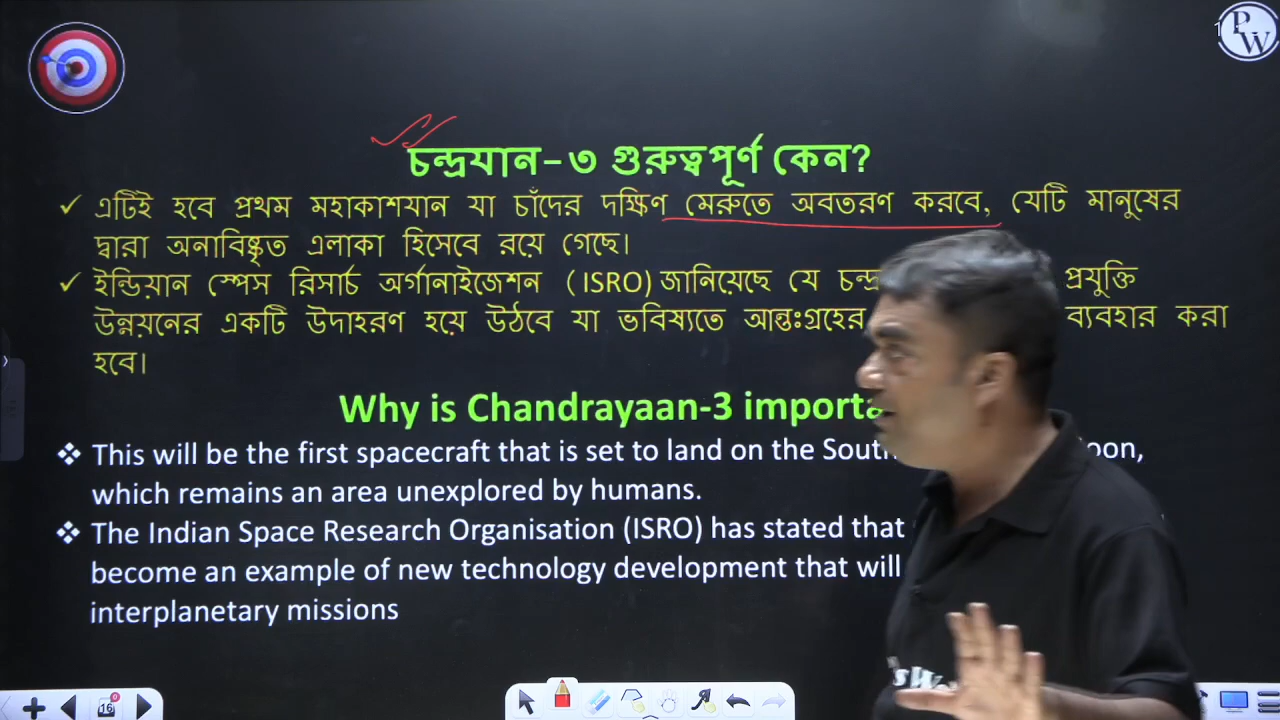 PW
চন্দ্রযান-৩ গুরুত্বপূর্ণ কেন?
এটিই হবে প্রথম মহাকাশযান যা চাঁদের দক্ষিণ মেরুতে অবতরণ করবে, যেটি মানুষের
দ্বারা অনাবিষ্কৃত এলাকা হিসেবে রয়ে গেছে।
ইন্ডিয়ান স্পেস রিসার্চ অর্গানাইজেশন (ISRO) জানিয়েছে যে প্রযুক্তি
উন্নয়নের একটি উদাহরণ হয়ে উঠবে যা ভবিষ্যতে আন্তঃগ্রহের ব্যবহার করা
হবে।
Why is Chandrayaan-3
This will be the first spacecraft that is set to land on the South
which remains an area unexplored by humans.
The Indian Space Research Organisation (ISRO) has stated that
become an example of new technology development that will
interplanetary missions
16